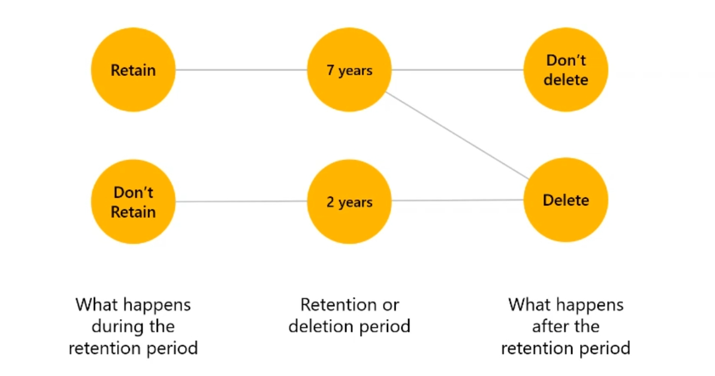 Retain
7 years
Don't
delete
Don't
Retain
2 years
Delete
What happens
during the
retention period
Retention or
deletion period
What happens
after the
retention period